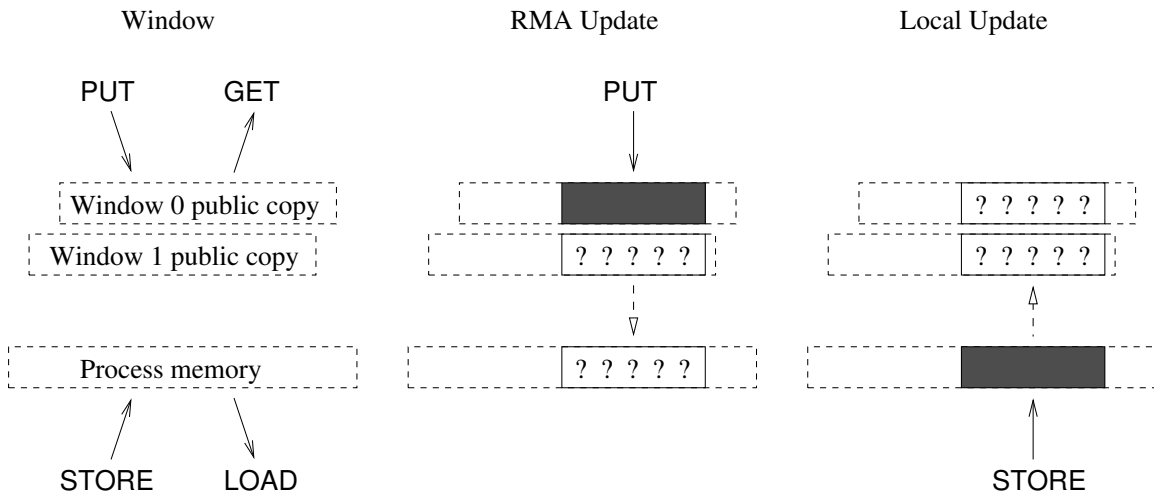 Window
RMA Update
Local Update
PUT
GET
PUT
Window 0 public copy
? ? ? ? ?
Window 1 public copy
? ? ? ? ?
? ? ? ? ?
Process memory
? ? ? ? ?
STORE
LOAD
STORE